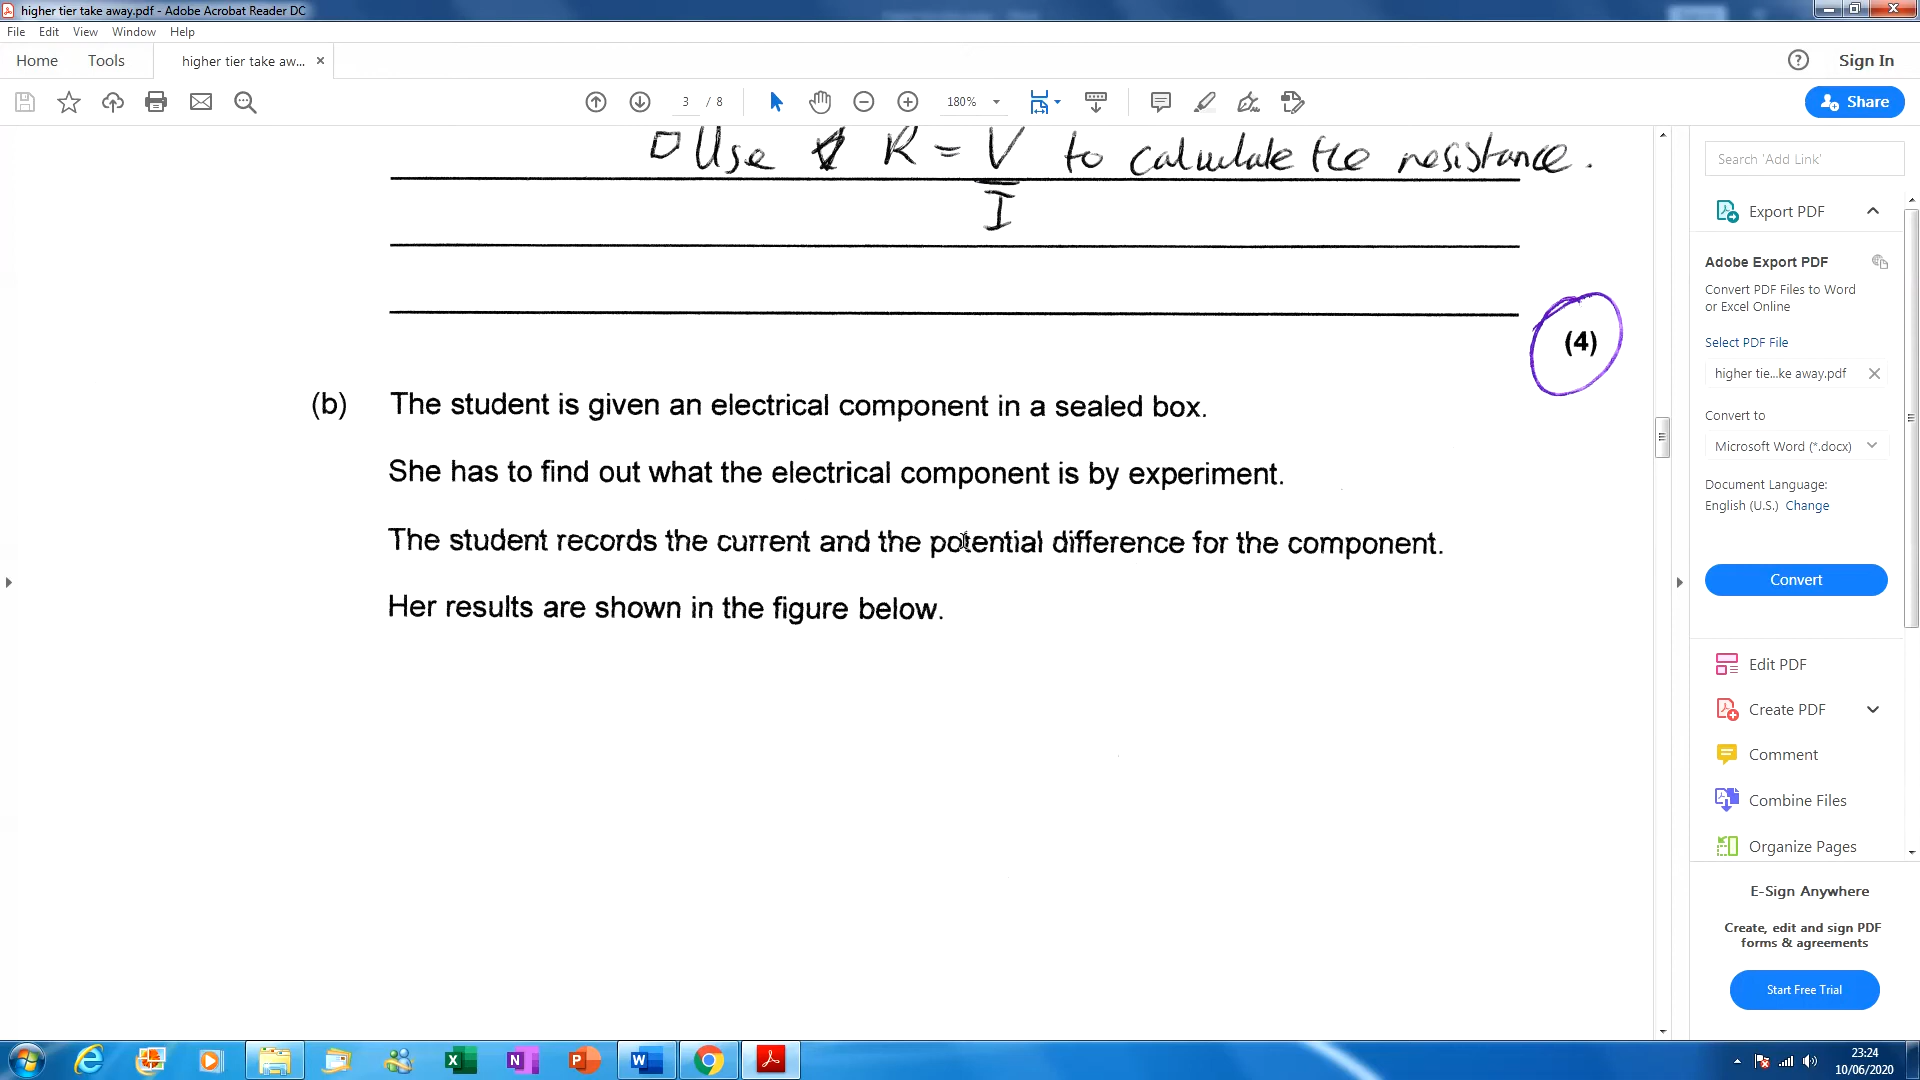 higher tier take away.pdf - Adobe Acrobat Reader DC
File Edit View Window Help
Home Tools higher tier take aw... × Sign In
3 / 8 180% Share
Use R = V to calculate the resistance.
I
(4)
(b) The student is given an electrical component in a sealed box.
She has to find out what the electrical component is by experiment.
The student records the current and the potential difference for the component.
Her results are shown in the figure below.
Search 'Add Link'
Export PDF
Adobe Export PDF
Convert PDF Files to Word
or Excel Online
Select PDF File
higher tie...ke away.pdf
Convert to
Microsoft Word (*.docx)
Document Language:
English (U.S.) Change
Convert
Edit PDF
Create PDF
Comment
Combine Files
Organize Pages
E-Sign Anywhere
Create, edit and sign PDF
forms & agreements
Start Free Trial
23:24
10/06/2020